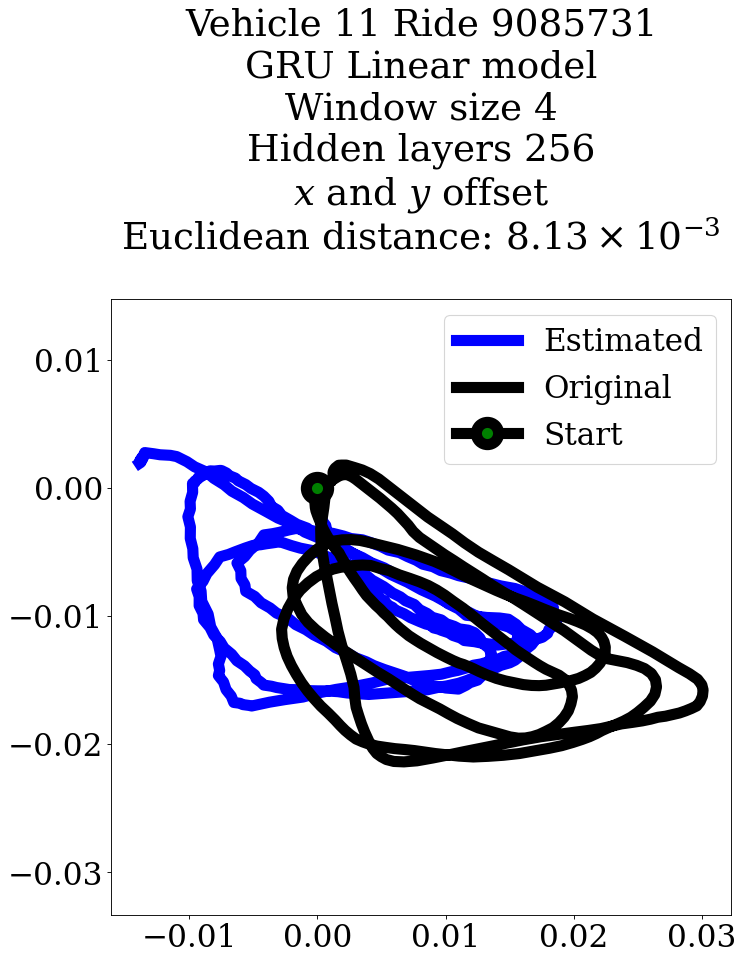 Vehicle 11 Ride 9085731
GRU Linear model
Window size 4
Hidden layers 256
x and y offset
Euclidean distance: 8.13 × 10⁻³
Estimated
Original
Start
0.01
0.00
−0.01
−0.02
−0.03
−0.01 0.00 0.01 0.02 0.03